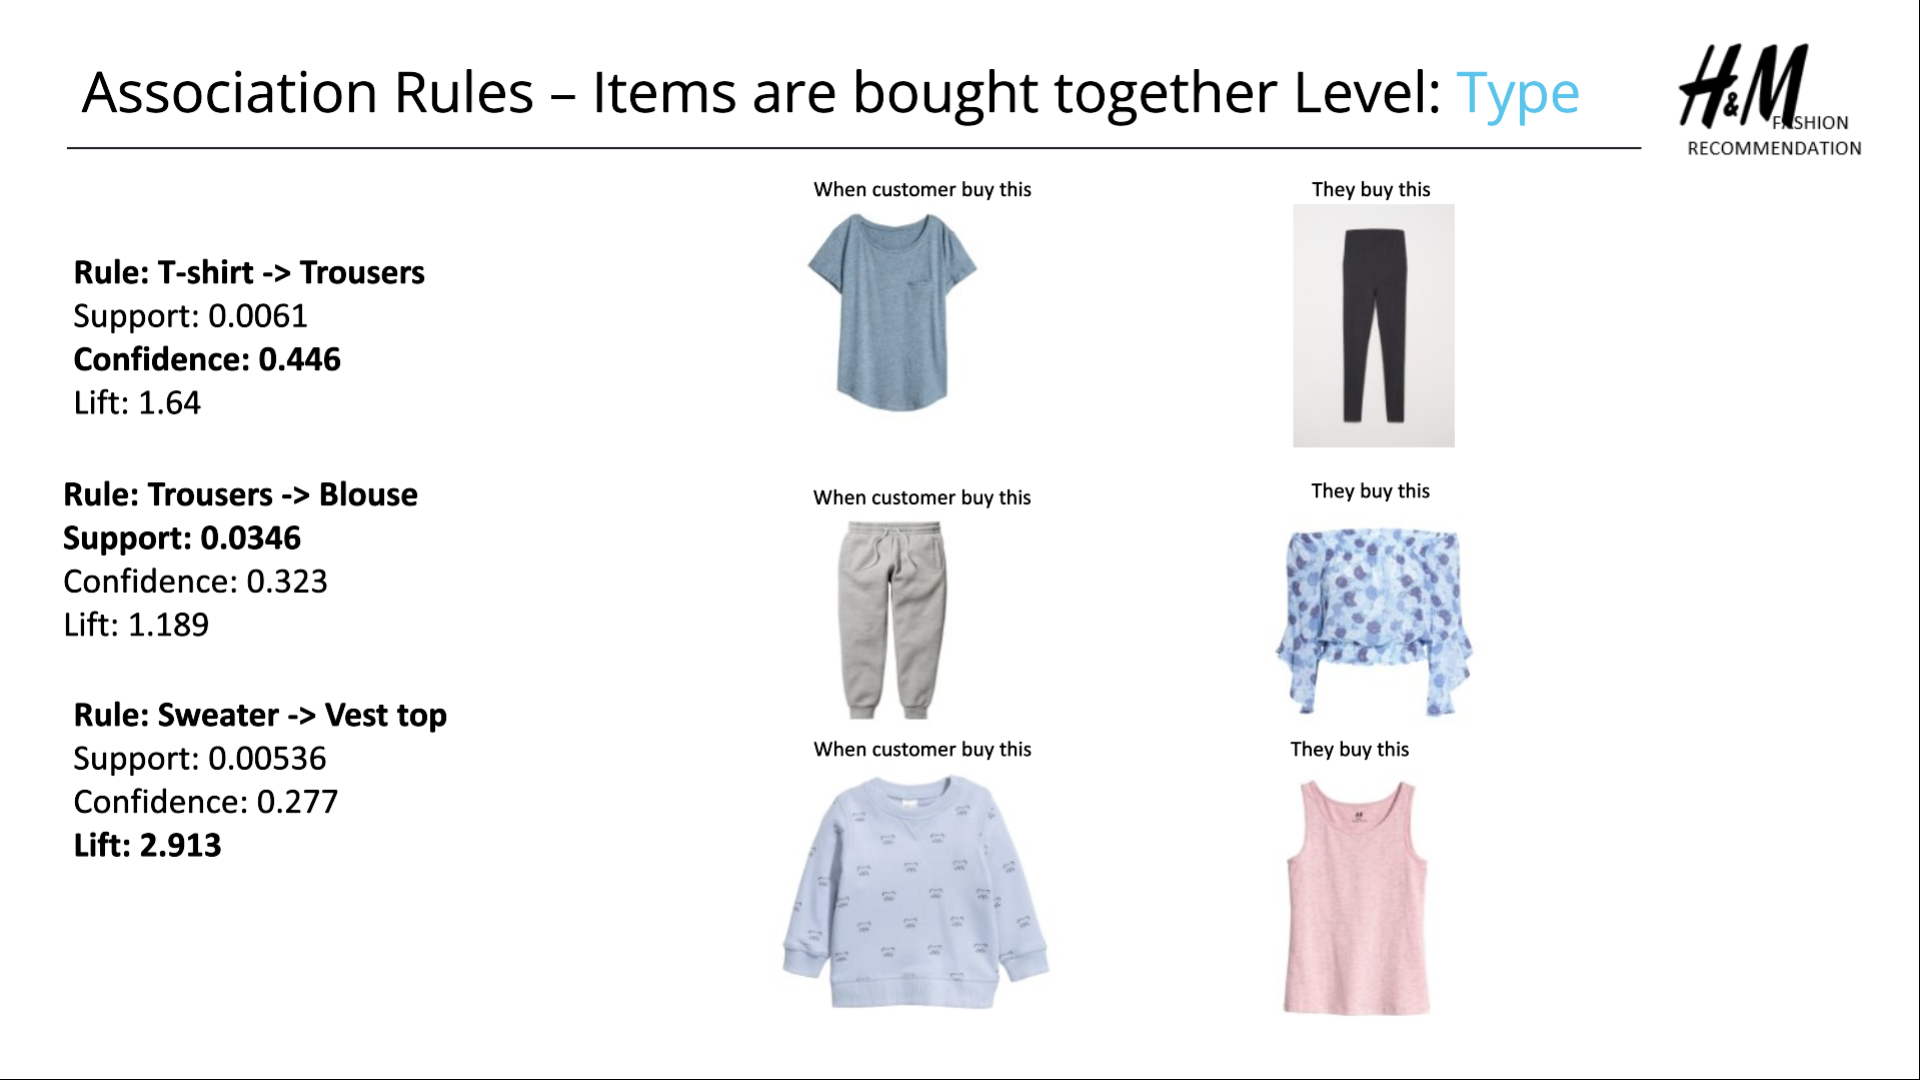 Association Rules – Items are bought together Level: Type
H&M
FASHION
RECOMMENDATION
When customer buy this
They buy this
Rule: T-shirt -> Trousers
Support: 0.0061
Confidence: 0.446
Lift: 1.64
When customer buy this
They buy this
Rule: Trousers -> Blouse
Support: 0.0346
Confidence: 0.323
Lift: 1.189
When customer buy this
They buy this
Rule: Sweater -> Vest top
Support: 0.00536
Confidence: 0.277
Lift: 2.913